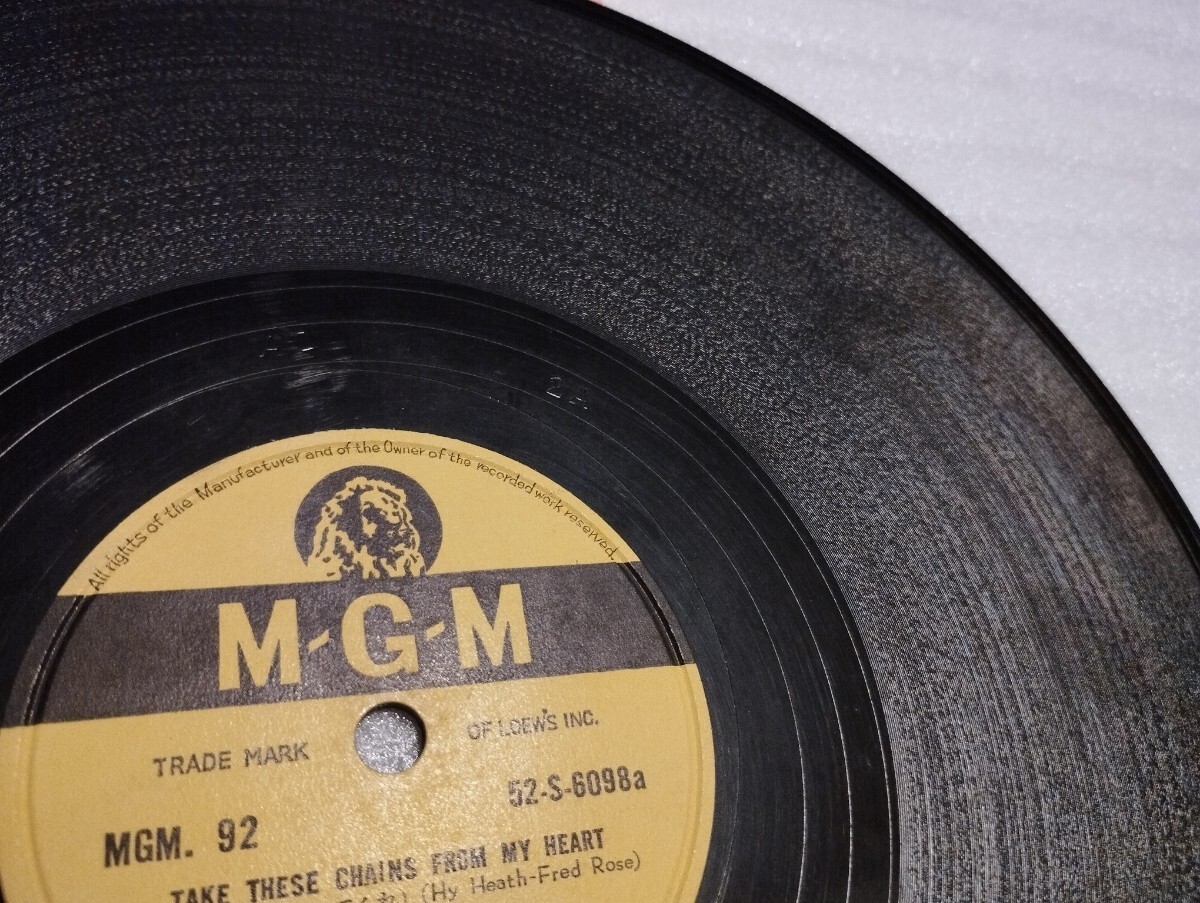 All rights of the Manufacturer and of the Owner of the recorded work reserved.
M-G-M
TRADE MARK
OF LOEW'S INC.
52-S-6098a
MGM. 92
TAKE THESE CHAINS FROM MY HEART
(Hy Heath-Fred Rose)